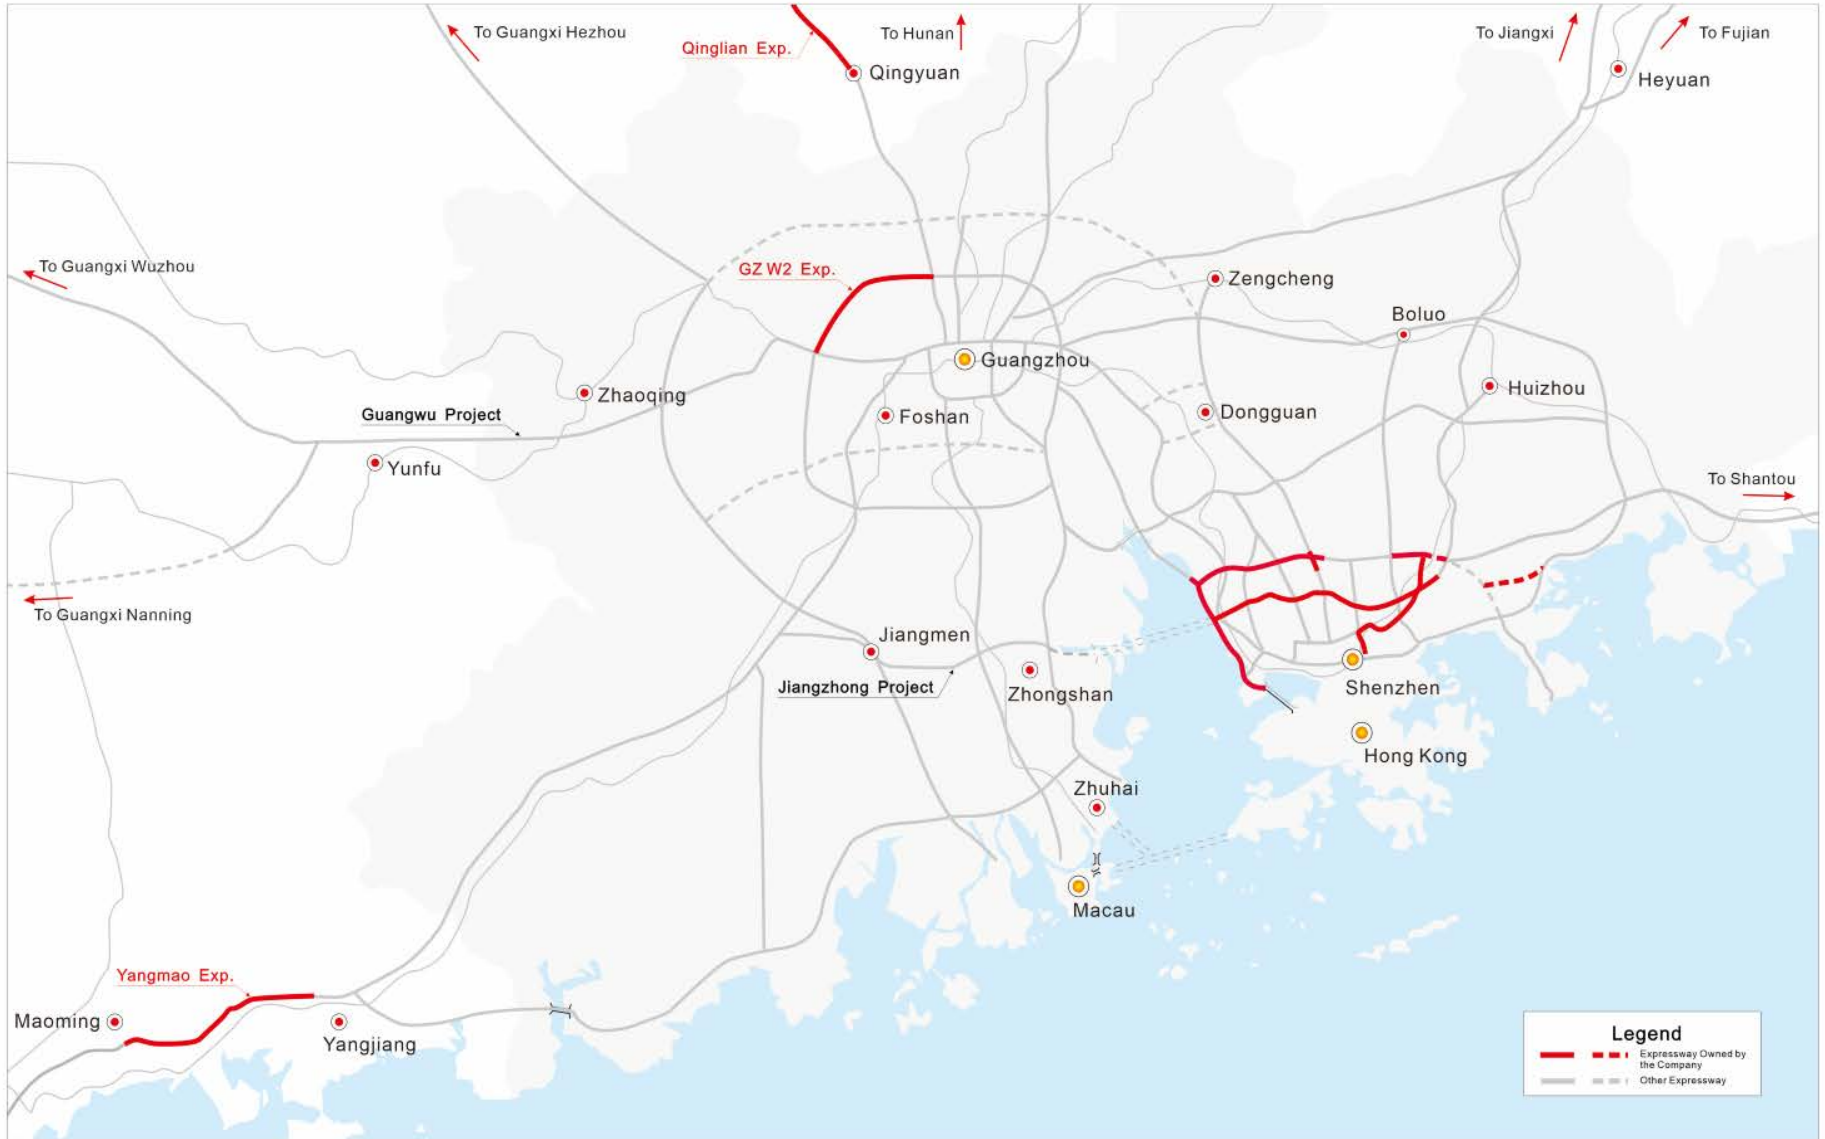 To Guangxi Hezhou
Qinglian Exp.
To Hunan
Qingyuan
To Jiangxi
To Fujian
Heyuan
To Guangxi Wuzhou
GZ W2 Exp.
Zengcheng
Boluo
Guangzhou
Zhaoqing
Huizhou
Guangwu Project
Foshan
Dongguan
Yunfu
To Shantou
To Guangxi Nanning
Jiangmen
Jiangzhong Project
Zhongshan
Shenzhen
Hong Kong
Zhuhai
Macau
Yangmao Exp.
Maoming
Yangjiang
Legend
Expressway Owned by
the Company
Other Expressway